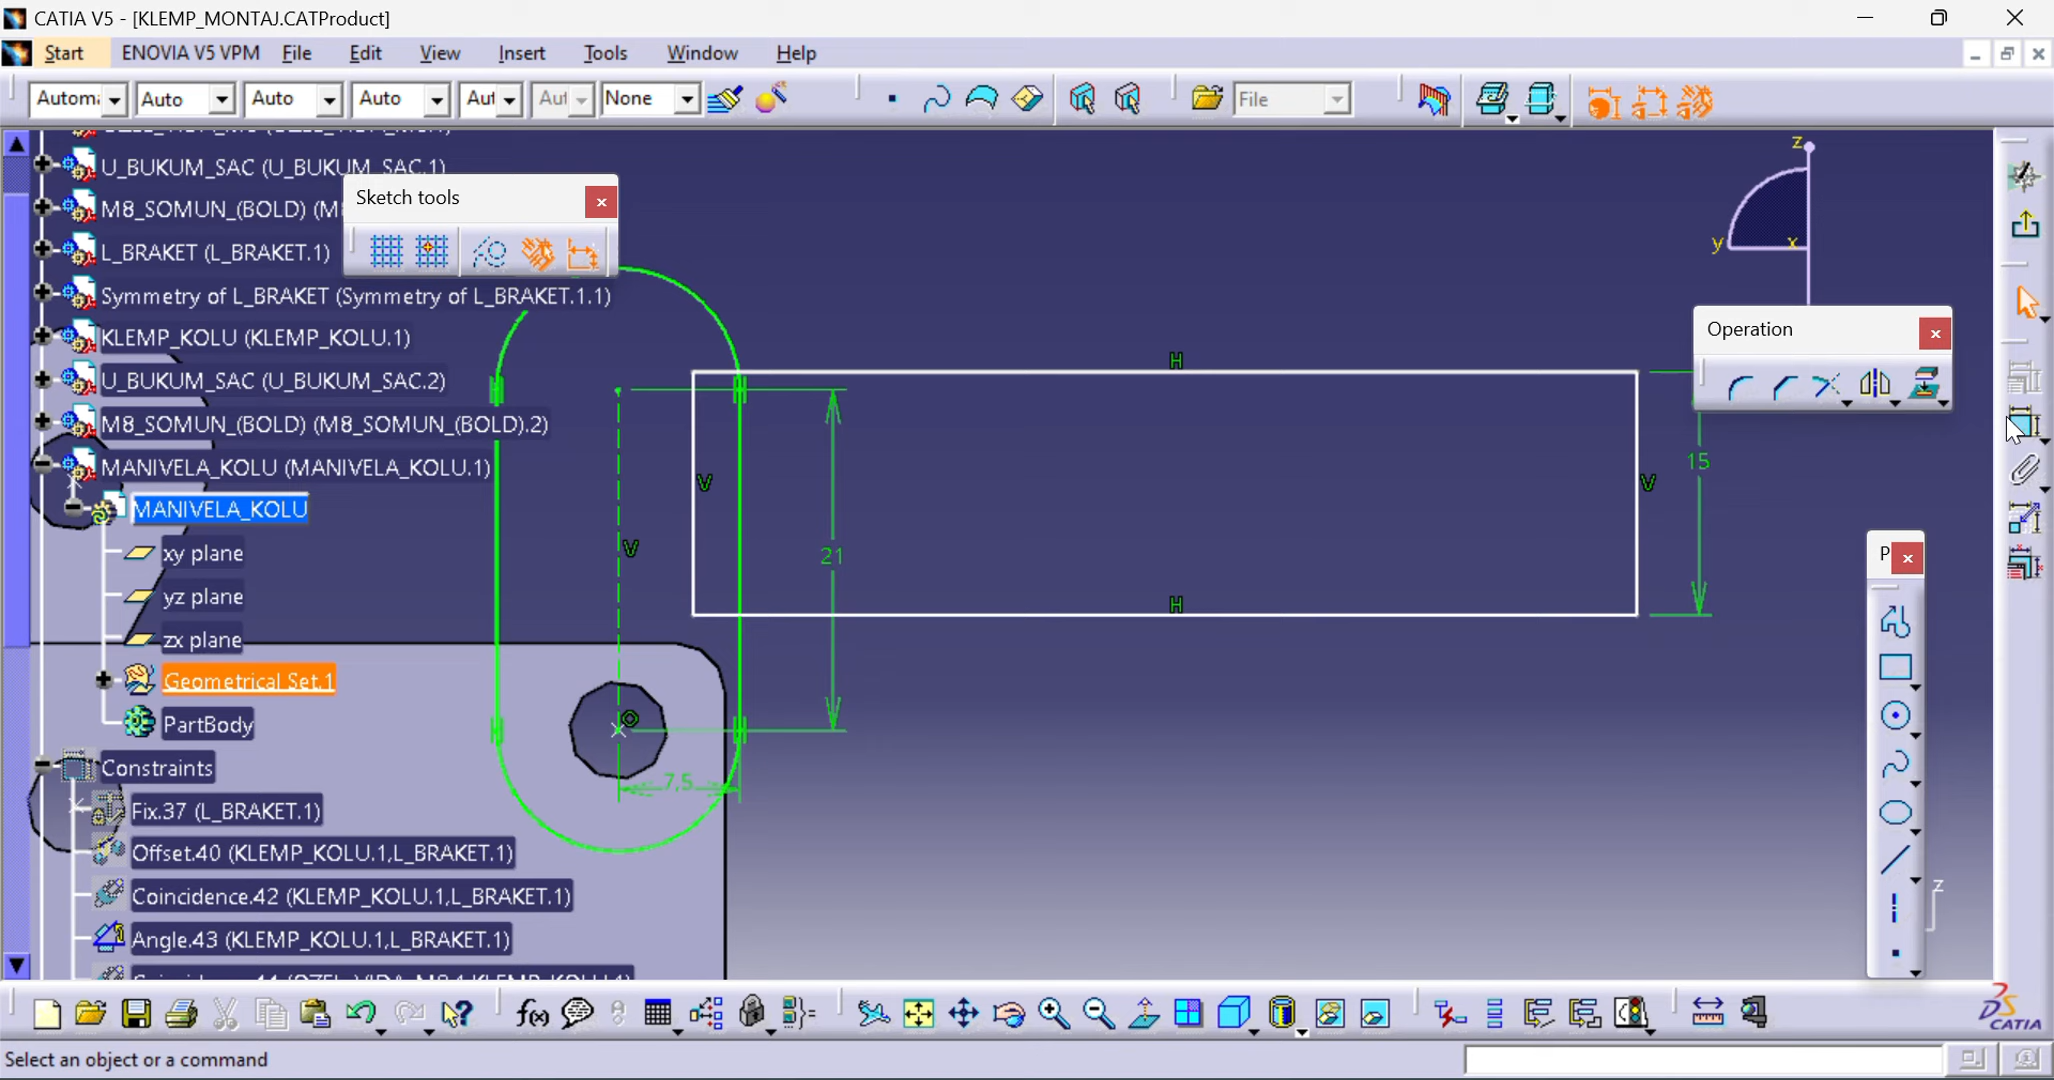 CATIA V5 - [KLEMP_MONTAJ.CATProduct]
Start ENOVIA V5 VPM File Edit View Insert Tools Window Help
Auto Auto Auto Aut Aut None File
U_BUKUM_SAC (U_BUKUM_SAC.1)
M8_SOMUN_(BOLD)
L_BRAKET (L_BRAKET.1)
Symmetry of L_BRAKET (Symmetry of L_BRAKET.1.1)
KLEMP_KOLU (KLEMP_KOLU.1)
U_BUKUM_SAC (U_BUKUM_SAC.2)
M8_SOMUN_(BOLD) (M8_SOMUN_(BOLD).2)
MANIVELA_KOLU (MANIVELA_KOLU.1)
MANIVELA_KOLU
xy plane
yz plane
zx plane
Geometrical Set.1
PartBody
Constraints
Fix.37 (L_BRAKET.1)
Offset.40 (KLEMP_KOLU.1,L_BRAKET.1)
Coincidence.42 (KLEMP_KOLU.1,L_BRAKET.1)
Angle.43 (KLEMP_KOLU.1,L_BRAKET.1)
Sketch tools
H
V
V
H
V
21
7,5
15
z
y
x
Operation
P
z
CATIA
Select an object or a command